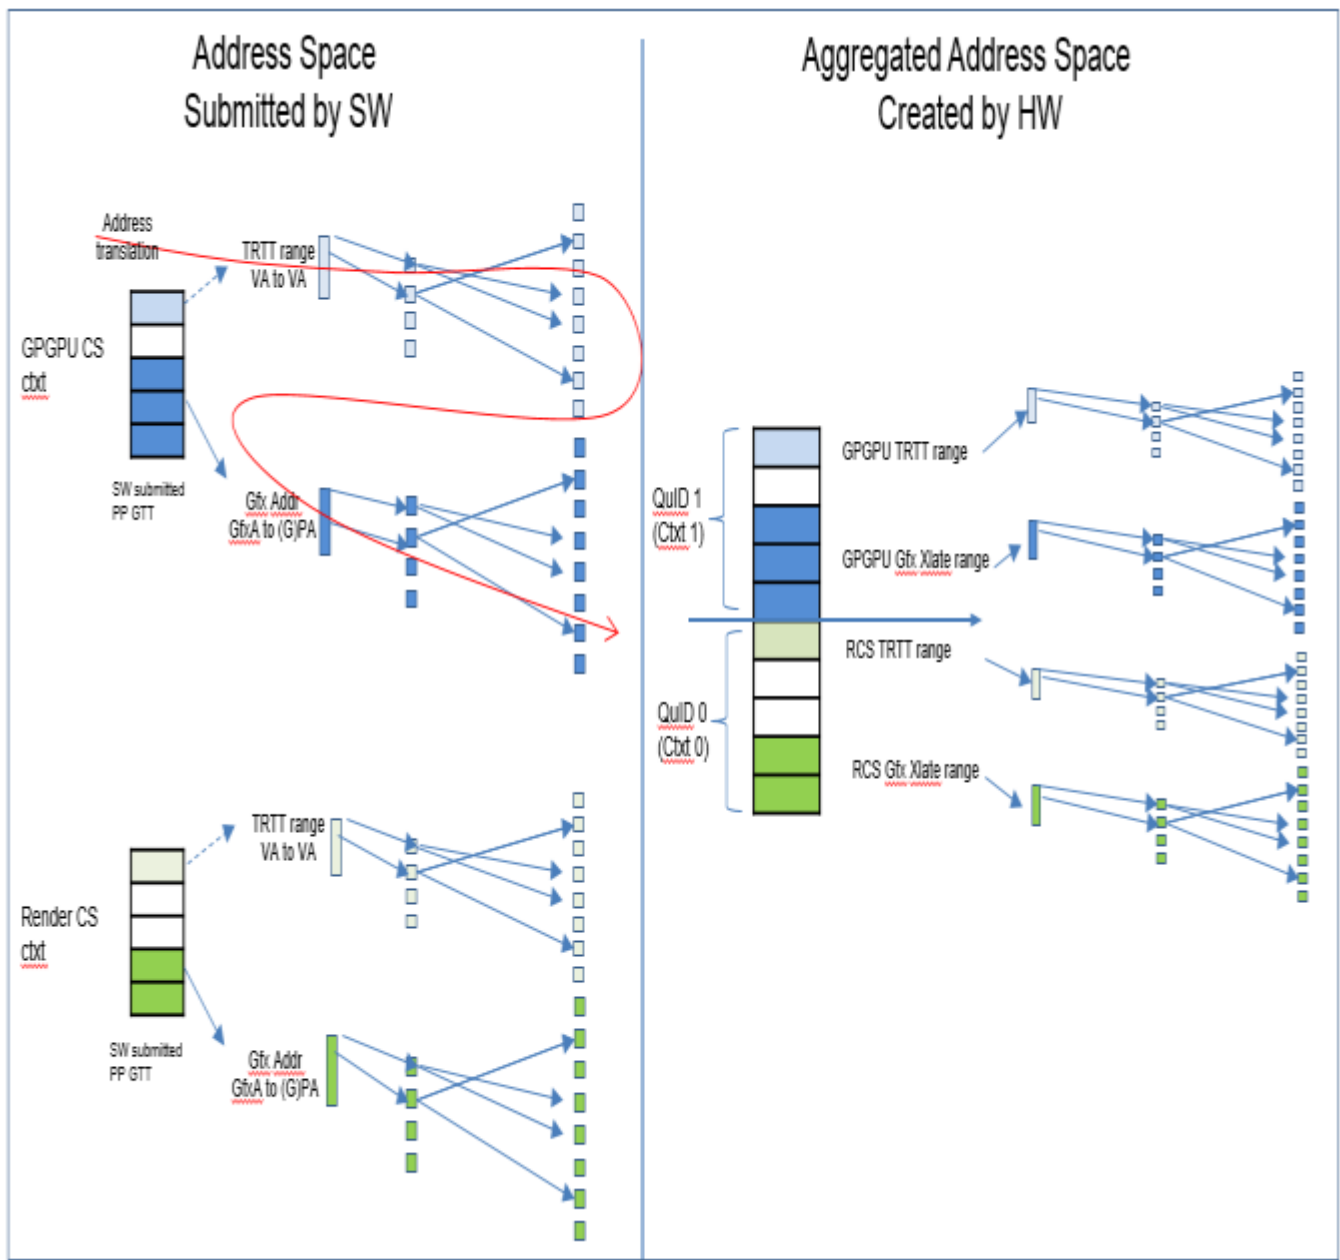 Address Space
Submitted by SW
Address
translation
TRTT range
VA to VA
GPGPU CS
ctxt
SW submitted
PP GTT
Gfx Addr
GfxA to (G)PA
TRTT range
VA to VA
Render CS
ctxt
SW submitted
PP GTT
Gfx Addr
GfxA to (G)PA
Aggregated Address Space
Created by HW
GPGPU TRTT range
QuID 1
(Ctxt 1)
GPGPU Gfx Xlate range
RCS TRTT range
QuID 0
(Ctxt 0)
RCS Gfx Xlate range